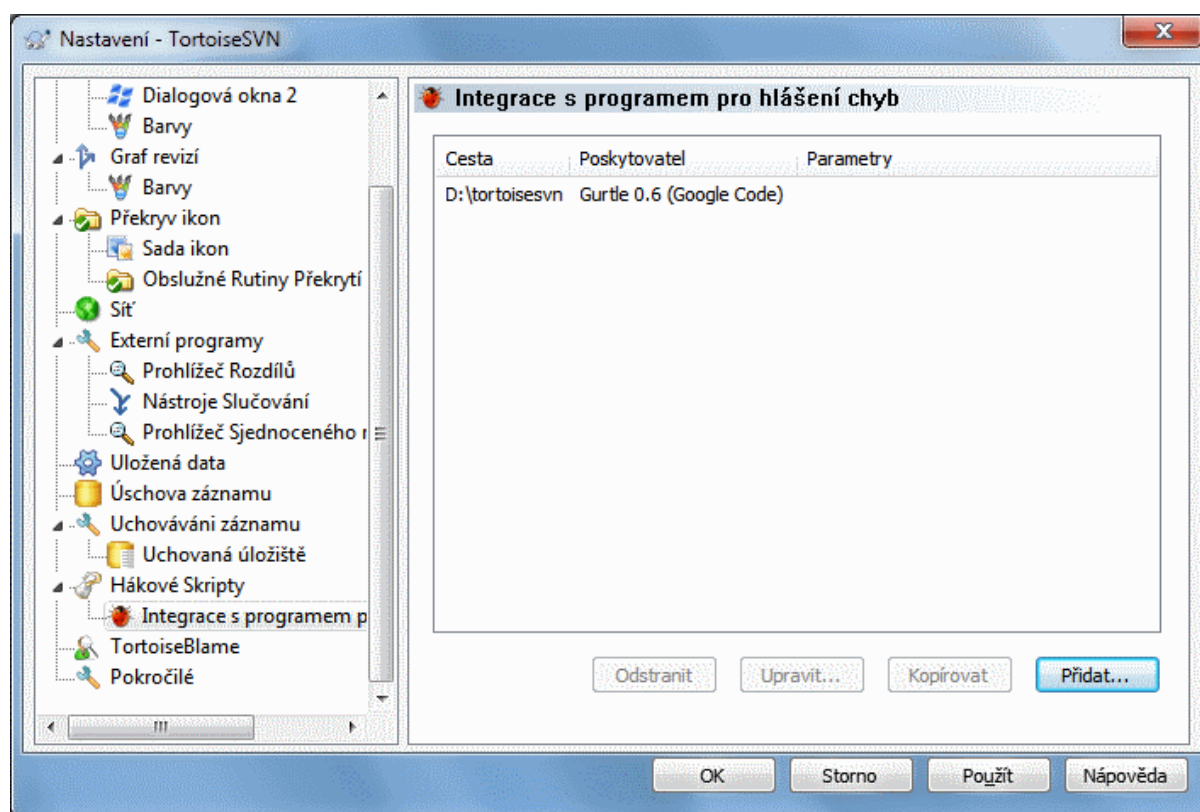 Nastavení - TortoiseSVN
Dialogová okna 2
Barvy
Graf revizí
Barvy
Překryv ikon
Sada ikon
Obslužné Rutiny Překrytí
Síť
Externí programy
Prohlížeč Rozdílů
Nástroje Slučování
Prohlížeč Sjednoceného
Uložená data
Úschova záznamu
Uchováváni záznamu
Uchovaná úložiště
Hákové Skripty
Integrace s programem p
TortoiseBlame
Pokročilé
Integrace s programem pro hlášení chyb
Cesta Poskytovatel Parametry
D:\tortoisesvn Gurtle 0.6 (Google Code)
Odstranit Upravit... Kopírovat Přidat...
OK Storno Použít Nápověda